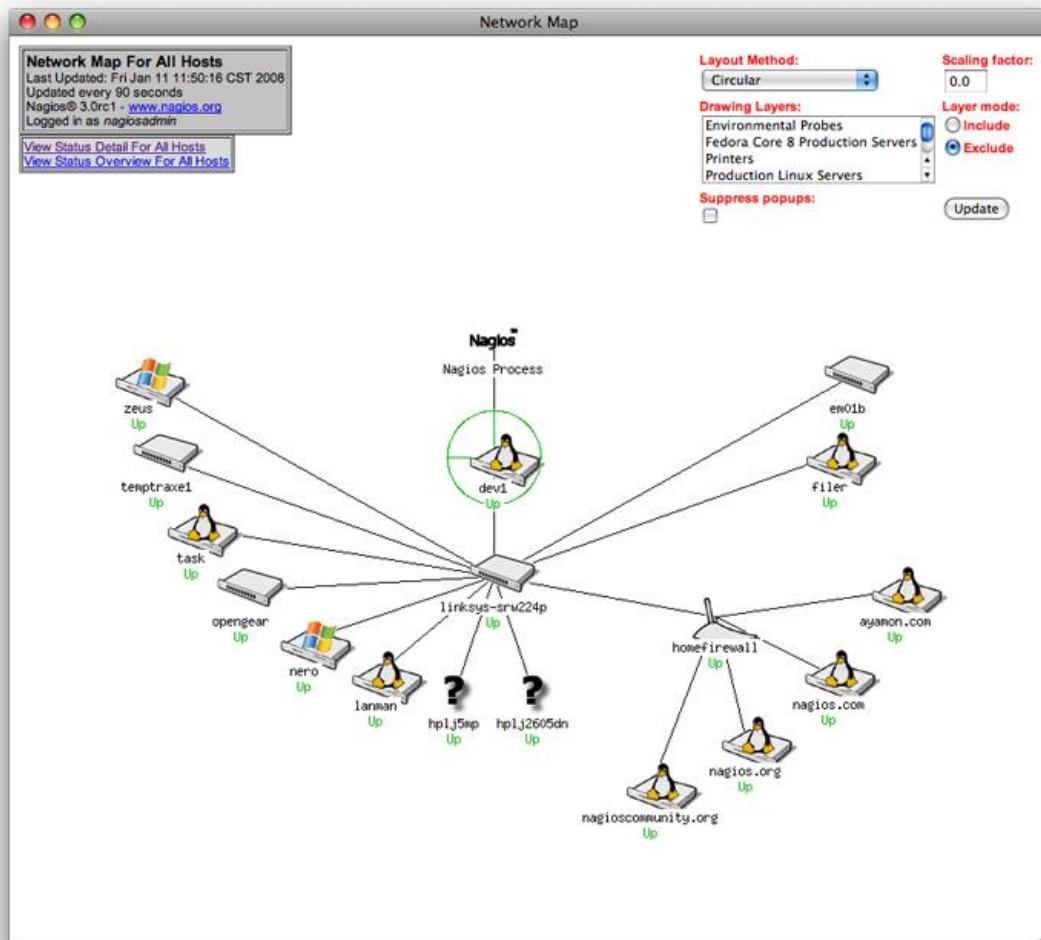 Network Map
Network Map For All Hosts
Last Updated: Fri Jan 11 11:50:16 CST 2008
Updated every 90 seconds
Nagios® 3.0rc1 - www.nagios.org
Logged in as nagiosadmin
View Status Detail For All Hosts
View Status Overview For All Hosts
Layout Method:
Circular
Scaling factor:
0.0
Drawing Layers:
Environmental Probes
Fedora Core 8 Production Servers
Printers
Production Linux Servers
Layer mode:
Include
Exclude
Suppress popups:
Update
Nagios™
Nagios Process
zeus
Up
em01b
Up
temptraxe1
Up
dev1
Up
filer
Up
task
Up
opengear
Up
linksys-srw224p
Up
ayamon.com
Up
homefirewall
Up
nero
Up
lanman
Up
hplj5mp
Up
hplj2605dn
Up
nagios.com
Up
nagios.org
Up
nagioscommunity.org
Up